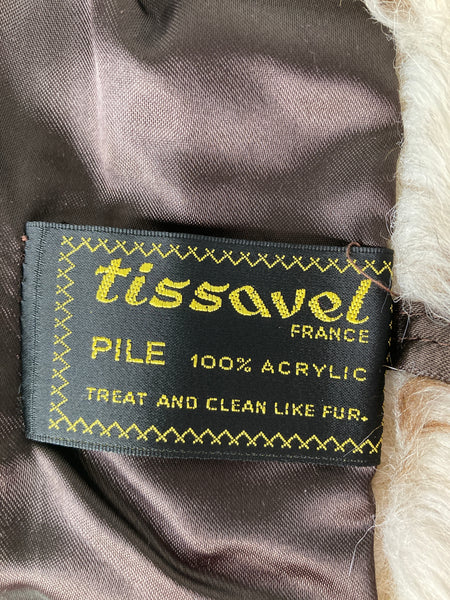 tissavel
FRANCE
PILE 100% ACRYLIC
TREAT AND CLEAN LIKE FUR.